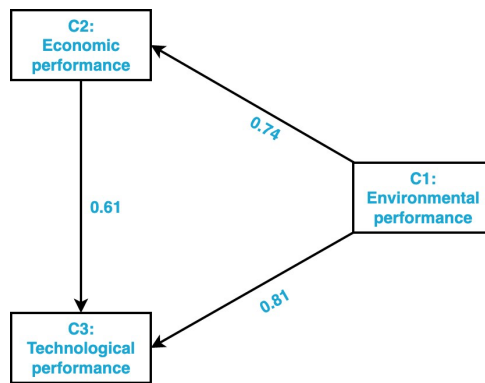 C2:
Economic
performance
0.74
C1:
Environmental
performance
0.61
0.81
C3:
Technological
performance